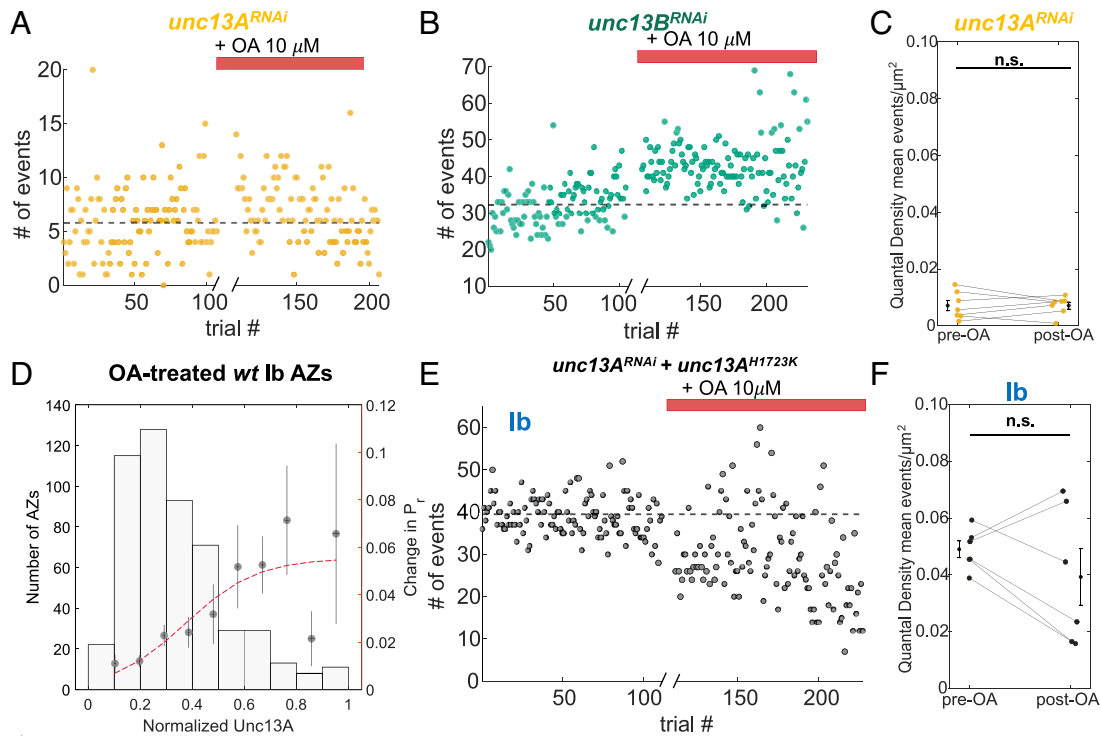 A
unc13A^RNAi
+ OA 10 μM
20
15
10
5
0
# of events
50
100
150
200
trial #
B
unc13B^RNAi
+ OA 10 μM
70
60
50
40
30
20
10
# of events
50
100
150
200
trial #
C
unc13A^RNAi
n.s.
0.10
0.08
0.06
0.04
0.02
0
Quantal Density mean events/μm²
pre-OA
post-OA
D
OA-treated wt Ib AZs
140
120
100
80
60
40
20
0
Number of AZs
0
0.2
0.4
0.6
0.8
1
Normalized Unc13A
0.12
0.1
0.08
0.06
0.04
0.02
0
Change in Pr
E
unc13A^RNAi + unc13A^H1723K
+ OA 10μM
Ib
60
50
40
30
20
10
0
# of events
50
100
150
200
trial #
F
Ib
n.s.
0.10
0.08
0.06
0.04
0.02
0
Quantal Density mean events/μm²
pre-OA
post-OA